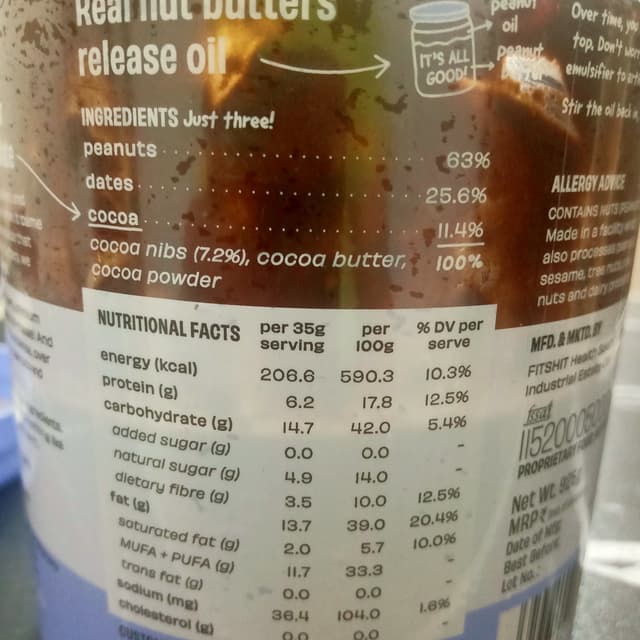 Real nut butters
release oil
IT'S ALL
GOOD!
peanut
oil
peanut
Over time,
top. Don't
emulsifier to
Stir the oil back in
INGREDIENTS Just three!
peanuts 63%
dates 25.6%
cocoa 11.4%
cocoa nibs (7.2%), cocoa butter, 100%
cocoa powder
NUTRITIONAL FACTS per 35g serving per 100g % DV per serve
energy (kcal) 206.6 590.3 10.3%
protein (g) 6.2 17.8 12.5%
carbohydrate (g) 14.7 42.0 5.4%
added sugar (g) 0.0 0.0 -
natural sugar (g) 4.9 14.0 -
dietary fibre (g) 3.5 10.0 12.5%
fat (g) 13.7 39.0 20.4%
saturated fat (g) 2.0 5.7 10.0%
MUFA + PUFA (g) 11.7 33.3 -
trans fat (g) 0.0 0.0 -
sodium (mg) 36.4 104.0 1.6%
cholesterol (g) 0.0 0.0
ALLERGY ADVICE
CONTAINS NUTS
Made in a facility
also processes
sesame, tree
nuts and dairy
MFD. & MKTD. BY
FITSHIT Health
Industrial
fssai
PROPRIETARY
Net Wt.
MRP ₹
Date of Mfg
Best Before
Lot No.: